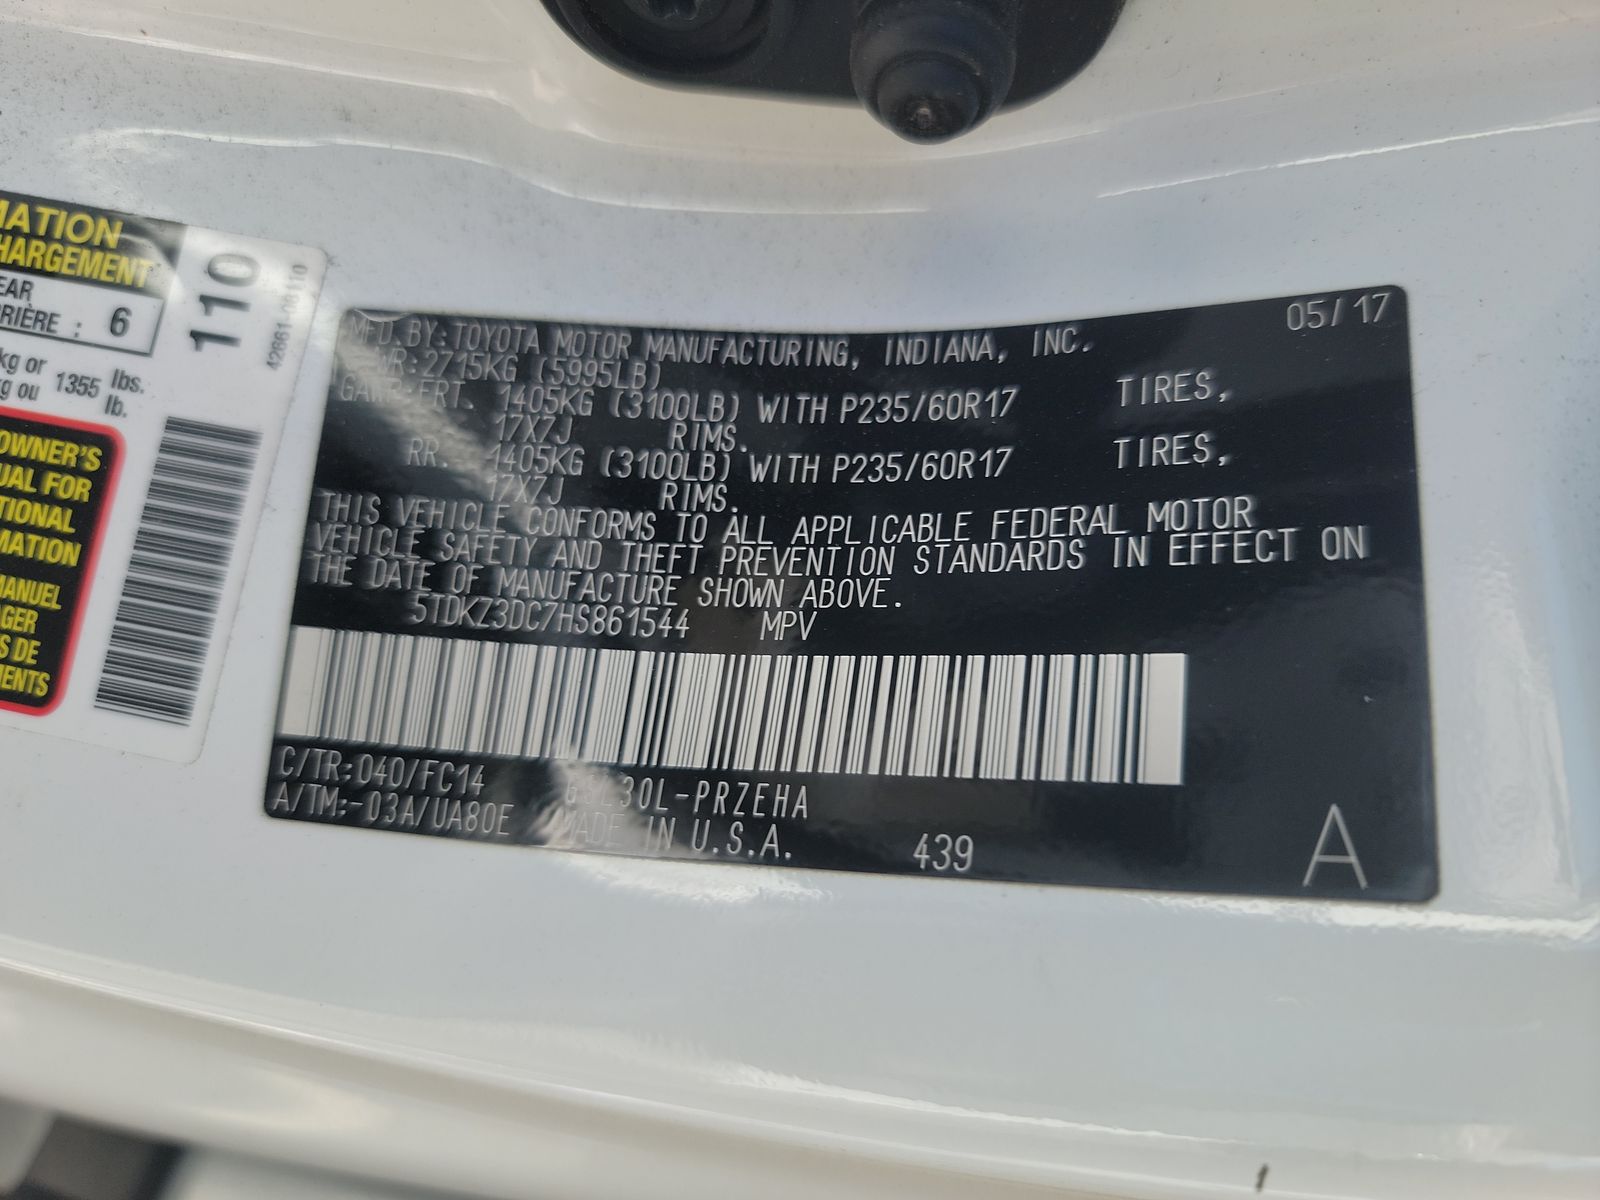 MATION
HARGEMENT
EAR
RIÈRE : 6
kg or
g ou 1355 lbs.
lb.
110
OWNER'S
UAL FOR
TIONAL
MATION
MANUEL
AGER
S DE
MENTS
MFD. BY: TOYOTA MOTOR MANUFACTURING, INDIANA, INC. 05/17
GVWR: 2715KG (5995LB)
GAWR: FRT. 1405KG (3100LB) WITH P235/60R17 TIRES,
17X7J RIMS.
RR. 1405KG (3100LB) WITH P235/60R17 TIRES,
17X7J RIMS.
THIS VEHICLE CONFORMS TO ALL APPLICABLE FEDERAL MOTOR
VEHICLE SAFETY AND THEFT PREVENTION STANDARDS IN EFFECT ON
THE DATE OF MANUFACTURE SHOWN ABOVE.
5TDKZ3DC7HS861544 MPV
C/TR: 040/FC14 GSL30L-PRZEHA
A/TM: -03A/UA80E MADE IN U.S.A. 439 A